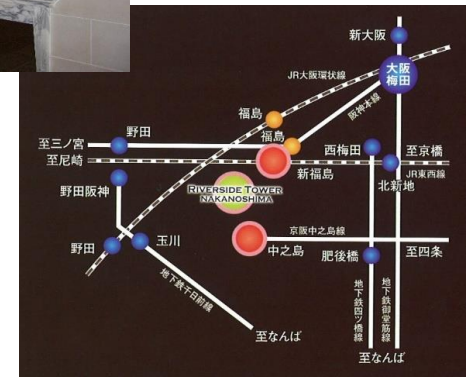 新大阪
大阪
梅田
JR大阪環状線
阪神本線
福島
野田
福島
至三ノ宮
西梅田
至京橋
至尼崎
新福島
JR東西線
北新地
野田阪神
RIVERSIDE TOWER
NAKANOSHIMA
京阪中之島線
野田
玉川
中之島
肥後橋
至四条
地下鉄千日前線
地下鉄四ツ橋線
地下鉄御堂筋線
至なんば
至なんば